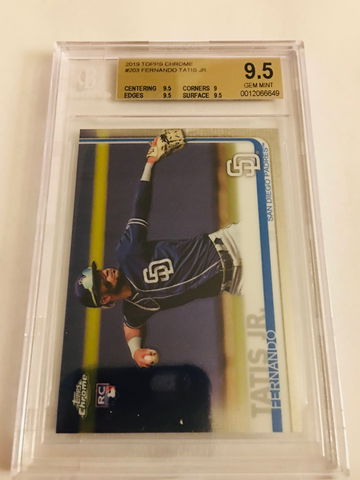 2019 TOPPS CHROME
#203 FERNANDO TATIS JR.
CENTERING 9.5 CORNERS 9
EDGES 9.5 SURFACE 9.5
9.5
GEM MINT
0012066649
SD
SAN DIEGO PADRES
SD
FERNANDO
TATIS JR.
RC
Topps
Chrome